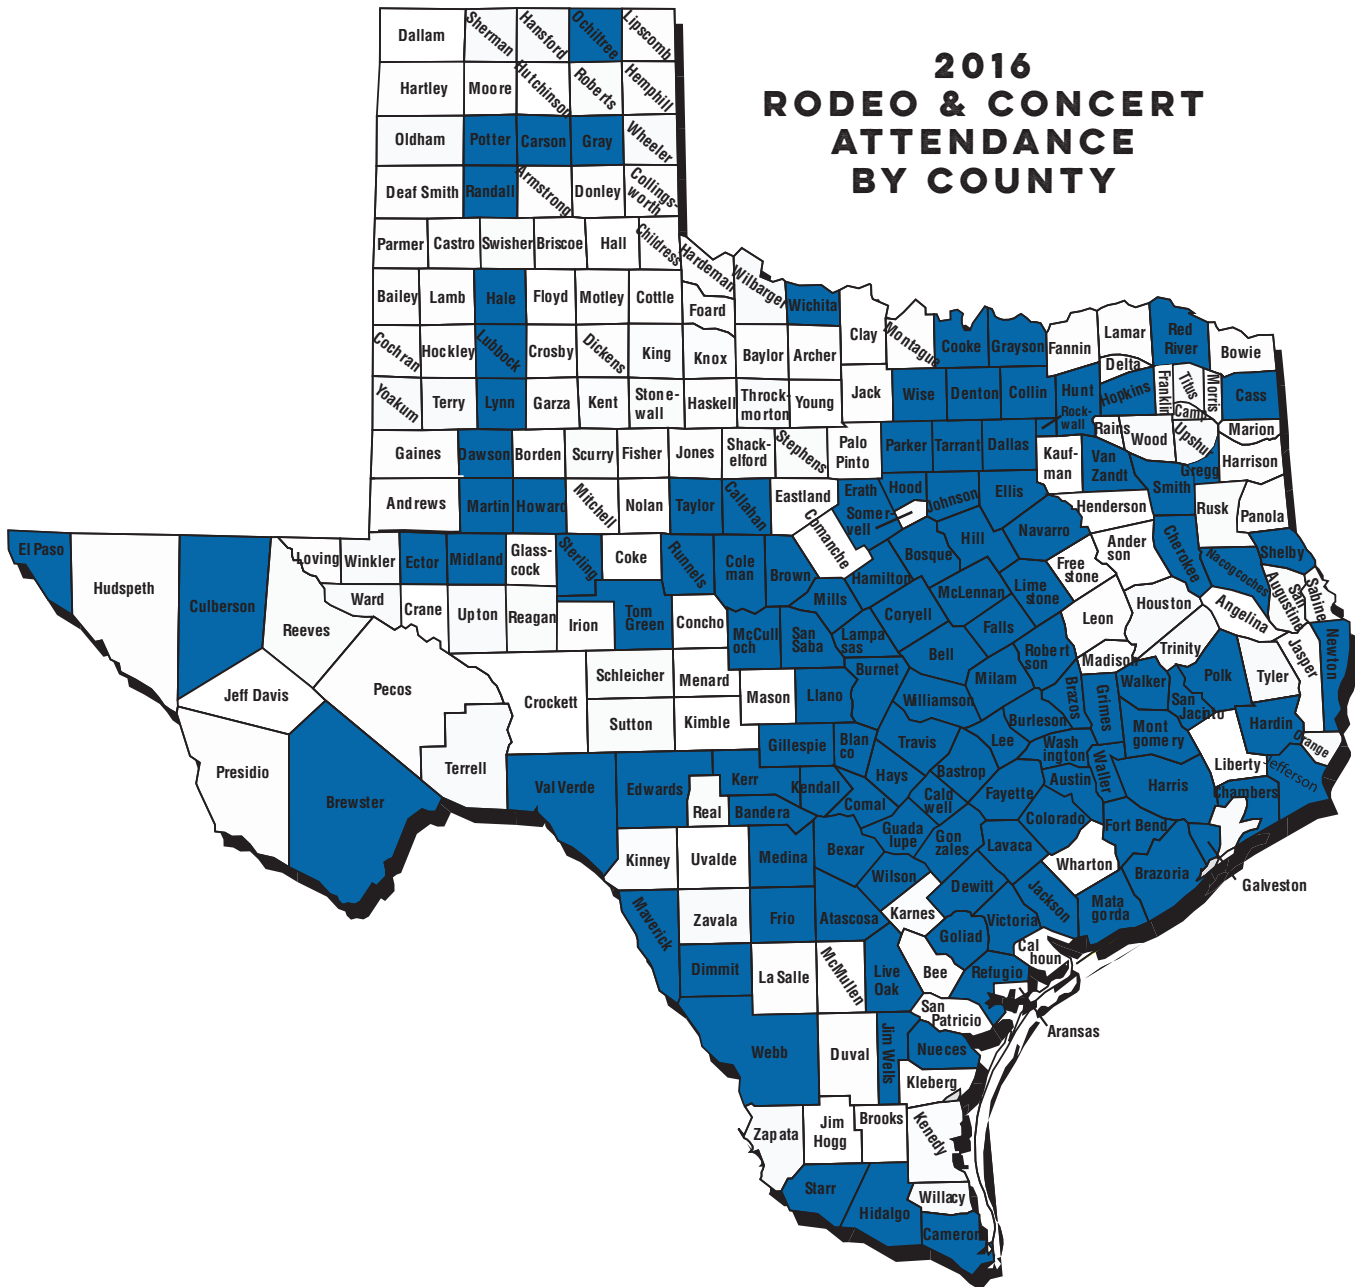 2016
RODEO & CONCERT
ATTENDANCE
BY COUNTY
Dallam
Sherman
Hansford
Ochiltree
Lipscomb
Hartley
Moore
Hutchinson
Roberts
Hemphill
Oldham
Potter
Carson
Gray
Wheeler
Deaf Smith
Randall
Armstrong
Donley
Collings-
worth
Parmer
Castro
Swisher
Briscoe
Hall
Childress
Hardeman
Wilbarger
Bailey
Lamb
Hale
Floyd
Motley
Cottle
Foard
Wichita
Clay
Montague
Cooke
Grayson
Fannin
Lamar
Red
River
Bowie
Delta
Cochran
Hockley
Lubbock
Crosby
Dickens
King
Knox
Baylor
Archer
Yoakum
Terry
Lynn
Garza
Kent
Stone-
wall
Haskell
Throck-
morton
Young
Jack
Wise
Denton
Collin
Hunt
Rock-
wall
Hopkins
Franklin
Titus
Camp
Morris
Cass
Marion
Rains
Wood
Upshur
Gaines
Dawson
Borden
Scurry
Fisher
Jones
Shack-
elford
Stephens
Palo
Pinto
Parker
Tarrant
Dallas
Kauf-
man
Van
Zandt
Smith
Gregg
Harrison
Andrews
Martin
Howard
Mitchell
Nolan
Taylor
Callahan
Eastland
Comanche
Erath
Hood
Somer-
vell
Johnson
Ellis
Navarro
Henderson
Rusk
Panola
El Paso
Hudspeth
Culberson
Loving
Winkler
Ector
Midland
Glass-
cock
Sterling
Coke
Runnels
Cole
man
Brown
Hamilton
Bosque
Hill
Free
stone
Ander
son
Cherokee
Nacogdoches
Shelby
Reeves
Ward
Crane
Upton
Reagan
Irion
Tom
Green
Concho
McCull
och
San
Saba
Mills
Lampa
sas
Coryell
McLennan
Lime
stone
Falls
Leon
Houston
Angelina
San
Augustine
Sabine
Jeff Davis
Pecos
Crockett
Schleicher
Menard
Mason
Llano
Burnet
Bell
Milam
Robert
son
Madison
Trinity
Polk
Tyler
Jasper
Newton
Presidio
Brewster
Terrell
Sutton
Kimble
Gillespie
Blan
co
Williamson
Travis
Burleson
Lee
Brazos
Grimes
Walker
San
Jacinto
Mont
gomery
Hardin
Orange
Liberty
Jefferson
Val Verde
Edwards
Real
Kerr
Bandera
Kendall
Hays
Comal
Bastrop
Cald
well
Fayette
Wash
ington
Austin
Waller
Harris
Chambers
Kinney
Uvalde
Medina
Bexar
Guada
lupe
Gon
zales
Lavaca
Colorado
Fort Bend
Wharton
Brazoria
Galveston
Maverick
Zavala
Frio
Atascosa
Wilson
Karnes
Dewitt
Jackson
Mata
gorda
Victoria
Goliad
Cal
houn
Dimmit
La Salle
McMullen
Live
Oak
Bee
Refugio
San
Patricio
Aransas
Webb
Duval
Jim Wells
Nueces
Kleberg
Zapata
Jim
Hogg
Brooks
Kenedy
Starr
Hidalgo
Willacy
Cameron